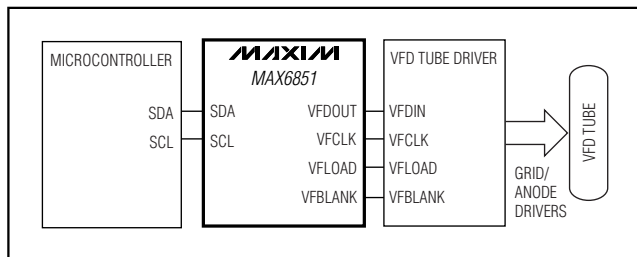 MICROCONTROLLER
SDA
SCL
MAXIM
MAX6851
SDA
SCL
VFDOUT
VFCLK
VFLOAD
VFBLANK
VFD TUBE DRIVER
VFDIN
VFCLK
VFLOAD
VFBLANK
GRID/
ANODE
DRIVERS
VFD TUBE